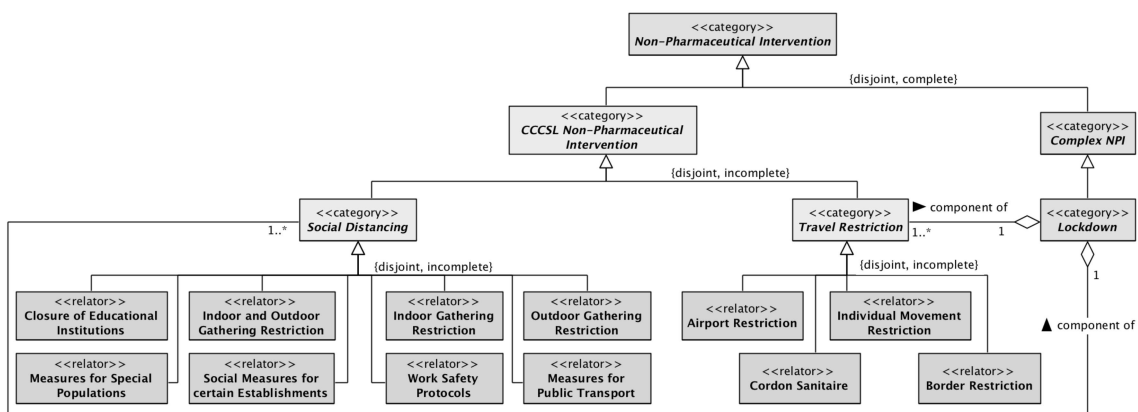 <<category>>
Non-Pharmaceutical Intervention
{disjoint, complete}
<<category>>
CCCSL Non-Pharmaceutical
Intervention
<<category>>
Complex NPI
{disjoint, incomplete}
<<category>>
Social Distancing
1..*
<<category>>
Travel Restriction
1..*
► component of
1
<<category>>
Lockdown
1
{disjoint, incomplete}
{disjoint, incomplete}
<<relator>>
Closure of Educational
Institutions
<<relator>>
Indoor and Outdoor
Gathering Restriction
<<relator>>
Indoor Gathering
Restriction
<<relator>>
Outdoor Gathering
Restriction
<<relator>>
Airport Restriction
<<relator>>
Individual Movement
Restriction
▲ component of
<<relator>>
Measures for Special
Populations
<<relator>>
Social Measures for
certain Establishments
<<relator>>
Work Safety
Protocols
<<relator>>
Measures for
Public Transport
<<relator>>
Cordon Sanitaire
<<relator>>
Border Restriction